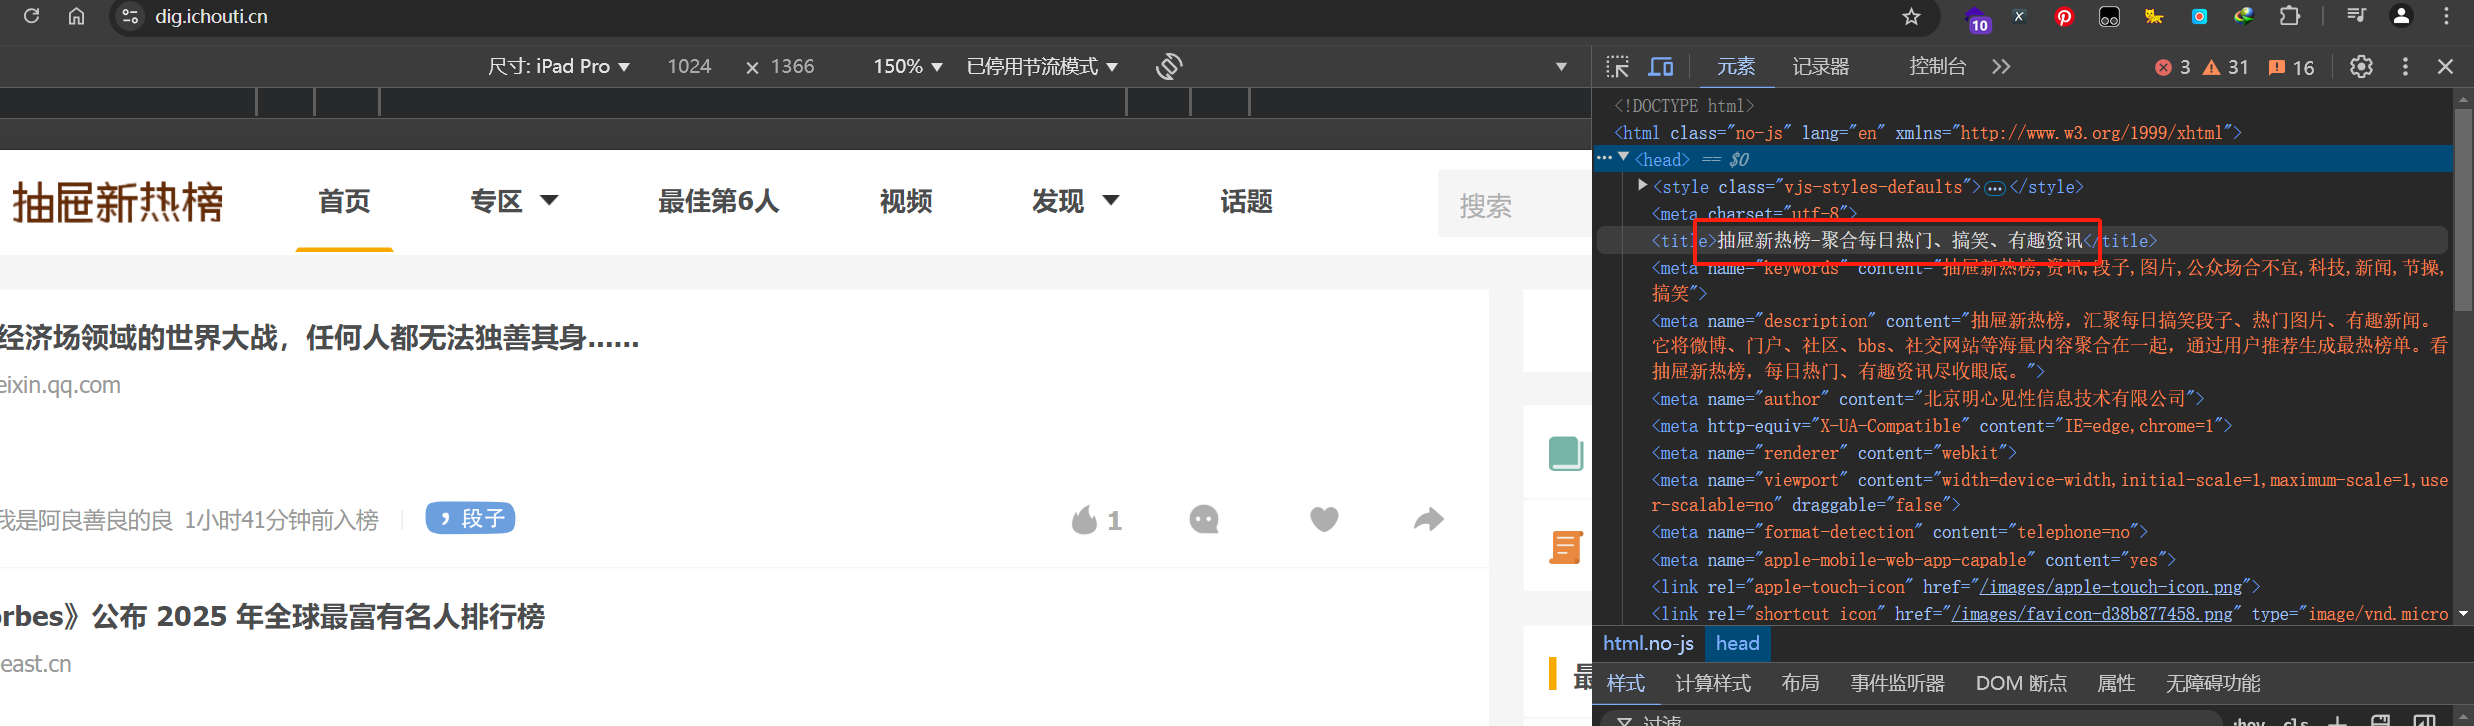 dig.ichouti.cn
10
尺寸: iPad Pro
1024 × 1366
150%
已停用节流模式
元素 记录器 控制台
3 31 16
抽屉新热榜
首页 专区 最佳第6人 视频 发现 话题
搜索
经济场领域的世界大战，任何人都无法独善其身......
eixin.qq.com
我是阿良善良的良 1小时41分钟前入榜
段子
1
orbes》公布 2025 年全球最富有名人排行榜
east.cn
<!DOCTYPE html>
<html class="no-js" lang="en" xmlns="http://www.w3.org/1999/xhtml">
<head> == $0
<style class="vjs-styles-defaults">…</style>
<meta charset="utf-8">
<title>抽屉新热榜-聚合每日热门、搞笑、有趣资讯</title>
<meta name="keywords" content="抽屉新热榜,资讯,段子,图片,公众场合不宜,科技,新闻,节操,
搞笑">
<meta name="description" content="抽屉新热榜，汇聚每日搞笑段子、热门图片、有趣新闻。
它将微博、门户、社区、bbs、社交网站等海量内容聚合在一起，通过用户推荐生成最热榜单。看
抽屉新热榜，每日热门、有趣资讯尽收眼底。">
<meta name="author" content="北京明心见性信息技术有限公司">
<meta http-equiv="X-UA-Compatible" content="IE=edge,chrome=1">
<meta name="renderer" content="webkit">
<meta name="viewport" content="width=device-width,initial-scale=1,maximum-scale=1,use
r-scalable=no" draggable="false">
<meta name="format-detection" content="telephone=no">
<meta name="apple-mobile-web-app-capable" content="yes">
<link rel="apple-touch-icon" href="/images/apple-touch-icon.png">
<link rel="shortcut icon" href="/images/favicon-d38b877458.png" type="image/vnd.micro
html.no-js head
样式 计算样式 布局 事件监听器 DOM 断点 属性 无障碍功能
过滤 :hov .cls